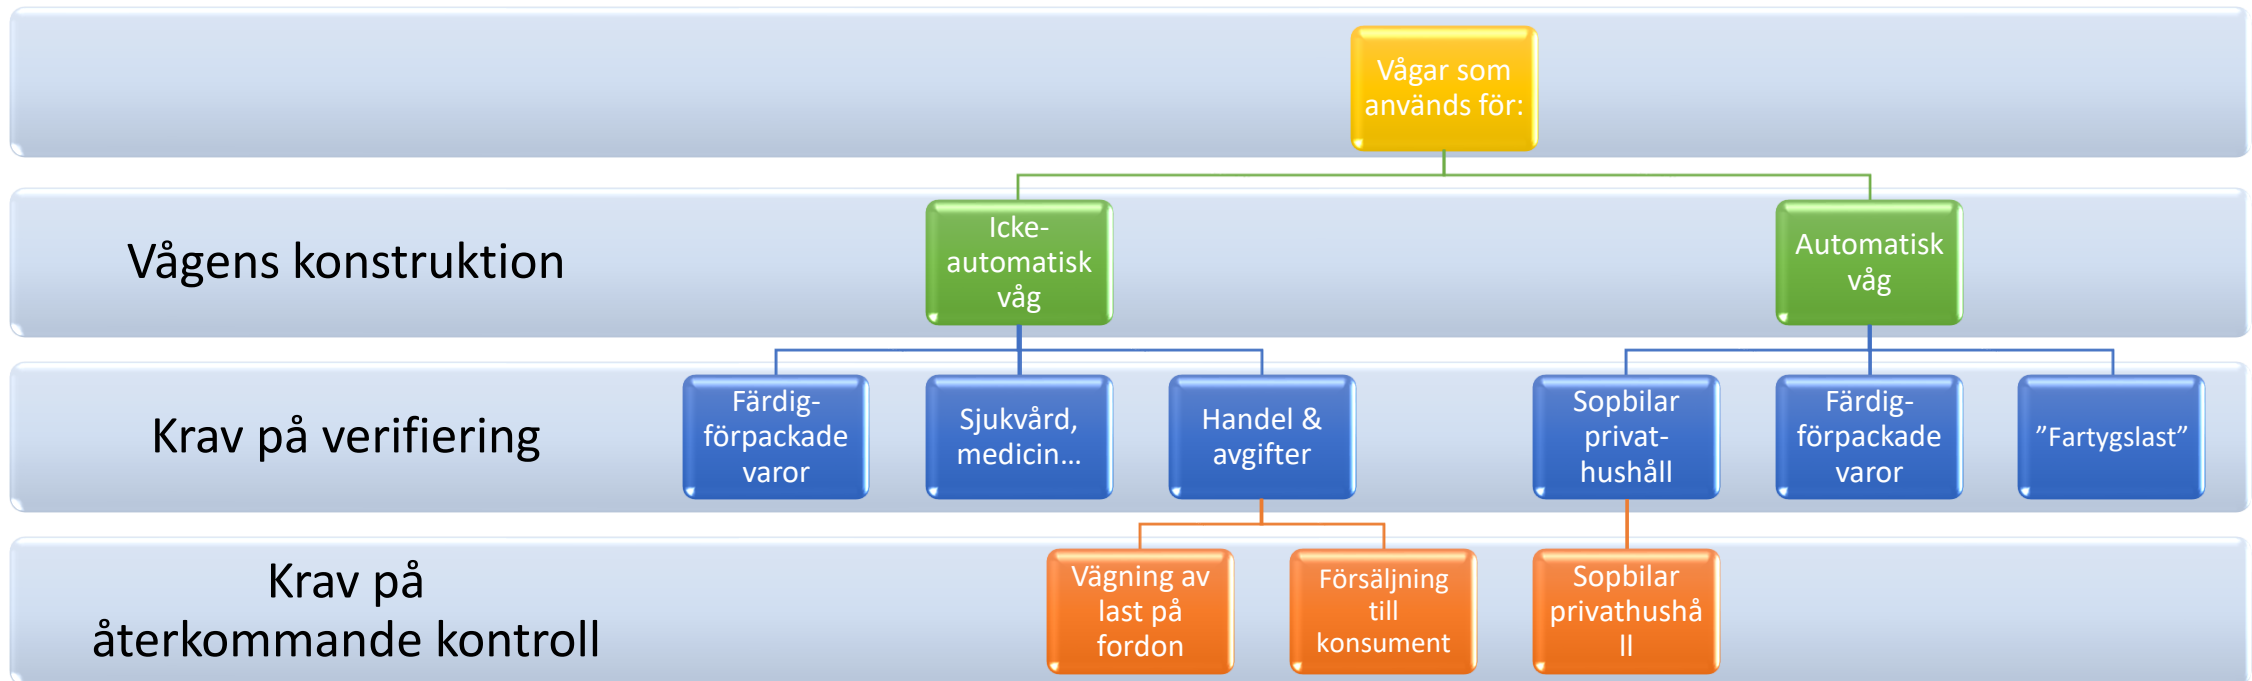 Vågar som
används för:
Vågens konstruktion
Icke-
automatisk
våg
Automatisk
våg
Krav på verifiering
Färdig-
förpackade
varor
Sjukvård,
medicin...
Handel &
avgifter
Sopbilar
privat-
hushåll
Färdig-
förpackade
varor
”Fartygslast”
Krav på
återkommande kontroll
Vägning av
last på
fordon
Försäljning
till
konsument
Sopbilar
privathushå
ll